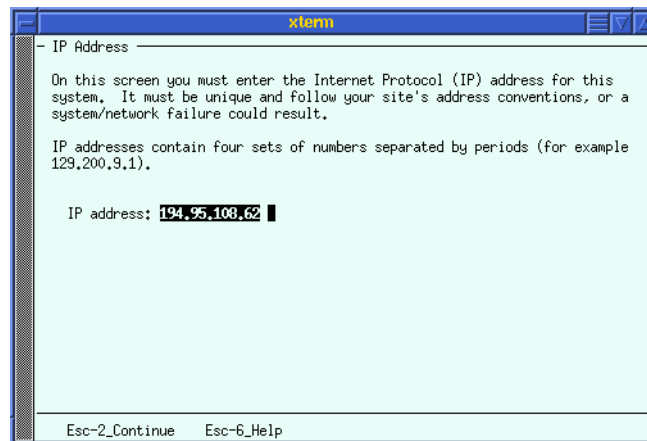 xterm
IP Address
On this screen you must enter the Internet Protocol (IP) address for this
system.  It must be unique and follow your site's address conventions, or a
system/network failure could result.
IP addresses contain four sets of numbers separated by periods (for example
129.200.9.1).
IP address: 194.95.108.62
Esc-2_Continue    Esc-6_Help